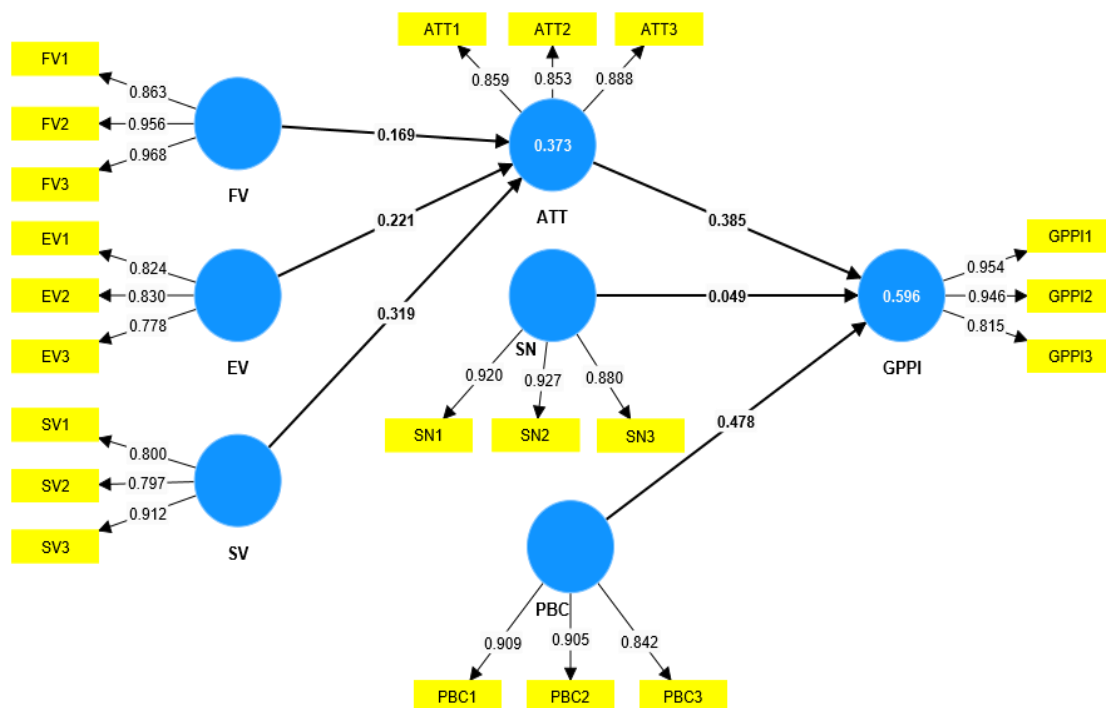 ATT1
ATT2
ATT3
0.859
0.853
0.888
FV1
FV2
FV3
0.863
0.956
0.968
FV
0.169
0.373
ATT
EV1
EV2
EV3
0.824
0.830
0.778
EV
0.221
0.319
0.385
SN
0.049
0.920
0.927
0.880
SN1
SN2
SN3
0.596
GPPI
0.954
0.946
0.815
GPPI1
GPPI2
GPPI3
SV1
SV2
SV3
0.800
0.797
0.912
SV
0.478
PBC
0.909
0.905
0.842
PBC1
PBC2
PBC3